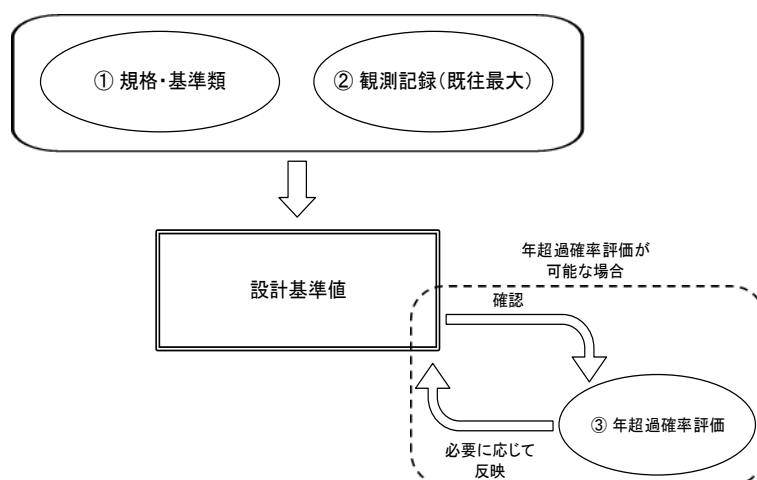 ① 規格・基準類
② 観測記録(既往最大)
設計基準値
年超過確率評価が
可能な場合
確認
③ 年超過確率評価
必要に応じて
反映